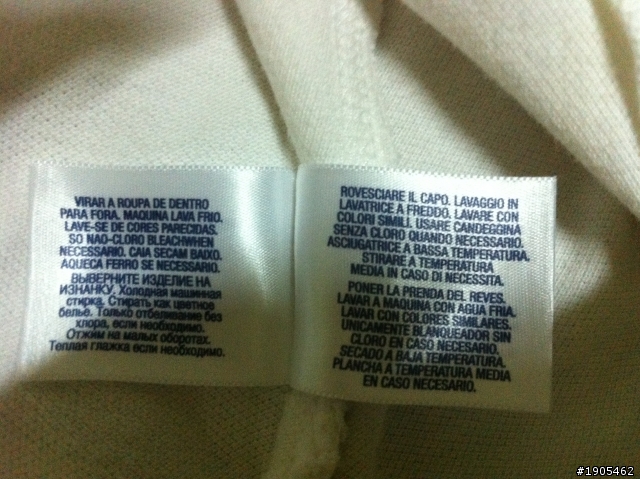 VIRAR A ROUPA DE DENTRO
PARA FORA. MAQUINA LAVA FRIO.
LAVE-SE DE CORES PARECIDAS.
SO NAO-CLORO BLEACHWHEN
NECESSARIO. CAIA SECAM BAIXO.
AQUECA FERRO SE NECESSARIO.
ВЫВЕРНИТЕ ИЗДЕЛИЕ НА
ИЗНАНКУ. Холодная машинная
стирка. Стирать как цветное
белье. Только отбеливание без
хлора, если необходимо.
Отжим на малых оборотах.
Теплая глажка если необходимо.
ROVESCIARE IL CAPO. LAVAGGIO IN
LAVATRICE A FREDDO. LAVARE CON
COLORI SIMILI. USARE CANDEGGINA
SENZA CLORO QUANDO NECESSARIO.
ASCIUGATRICE A BASSA TEMPERATURA.
STIRARE A TEMPERATURA
MEDIA IN CASO DI NECESSITA.
PONER LA PRENDA DEL REVES.
LAVAR A MAQUINA CON AGUA FRIA.
LAVAR CON COLORES SIMILARES.
UNICAMENTE BLANQUEADOR SIN
CLORO EN CASO NECESARIO.
SECADO A BAJA TEMPERATURA.
PLANCHA A TEMPERATURA MEDIA
EN CASO NECESARIO.
#1905462